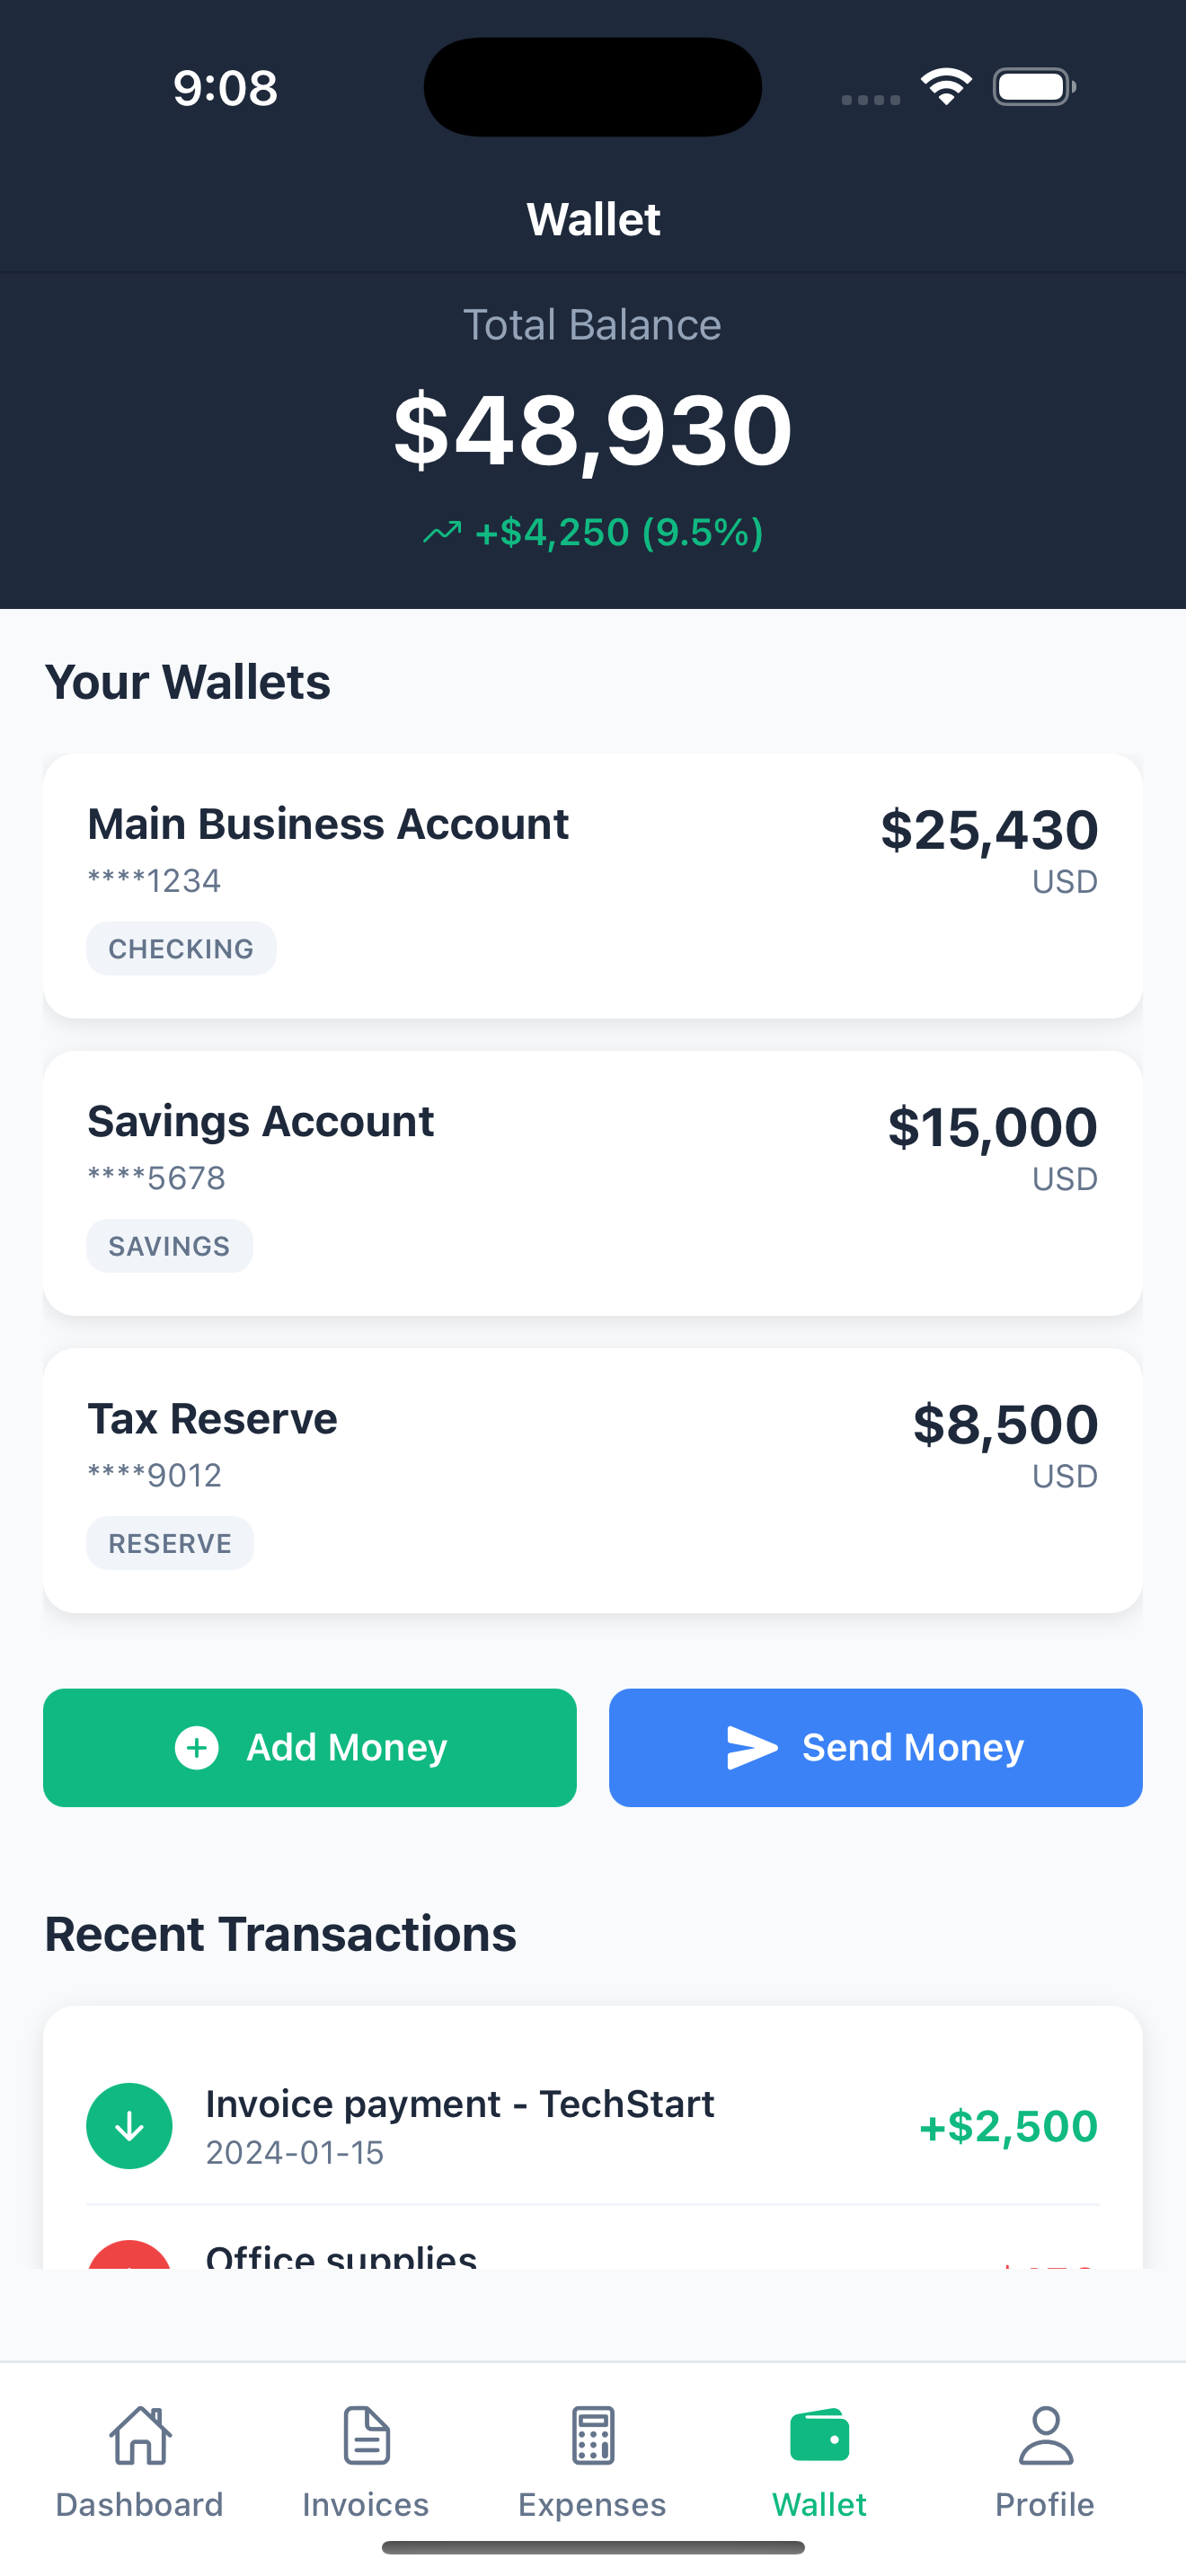 9:08
Wallet
Total Balance
$48,930
+$4,250 (9.5%)
Your Wallets
Main Business Account
$25,430
****1234
USD
CHECKING
Savings Account
$15,000
****5678
USD
SAVINGS
Tax Reserve
$8,500
****9012
USD
RESERVE
Add Money
Send Money
Recent Transactions
Invoice payment - TechStart
+$2,500
2024-01-15
Office supplies
Dashboard
Invoices
Expenses
Wallet
Profile